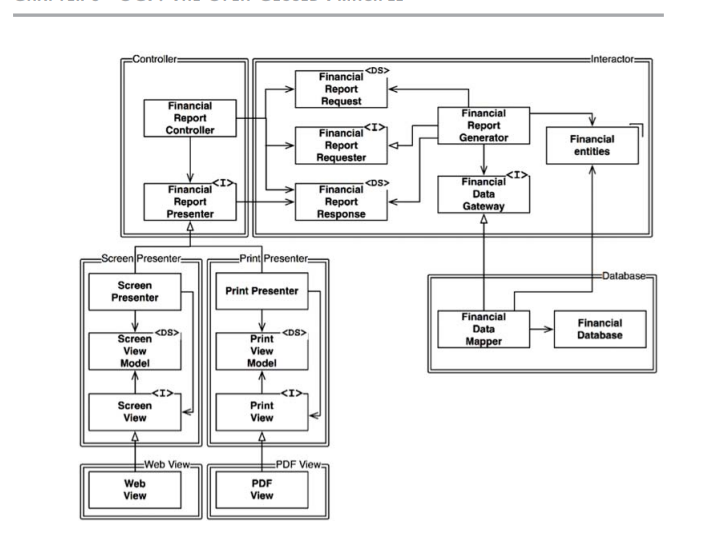 Controller
Interactor
Financial
Report
Controller
<I>
Financial
Report
Presenter
<DS>
Financial
Report
Request
<I>
Financial
Report
Requester
<DS>
Financial
Report
Response
Financial
Report
Generator
<I>
Financial
Data
Gateway
Financial
entities
Screen Presenter
Screen
Presenter
<DS>
Screen
View
Model
<I>
Screen
View
Print Presenter
Print Presenter
<DS>
Print
View
Model
<I>
Print
View
Database
Financial
Data
Mapper
Financial
Database
Web View
Web
View
PDF View
PDF
View